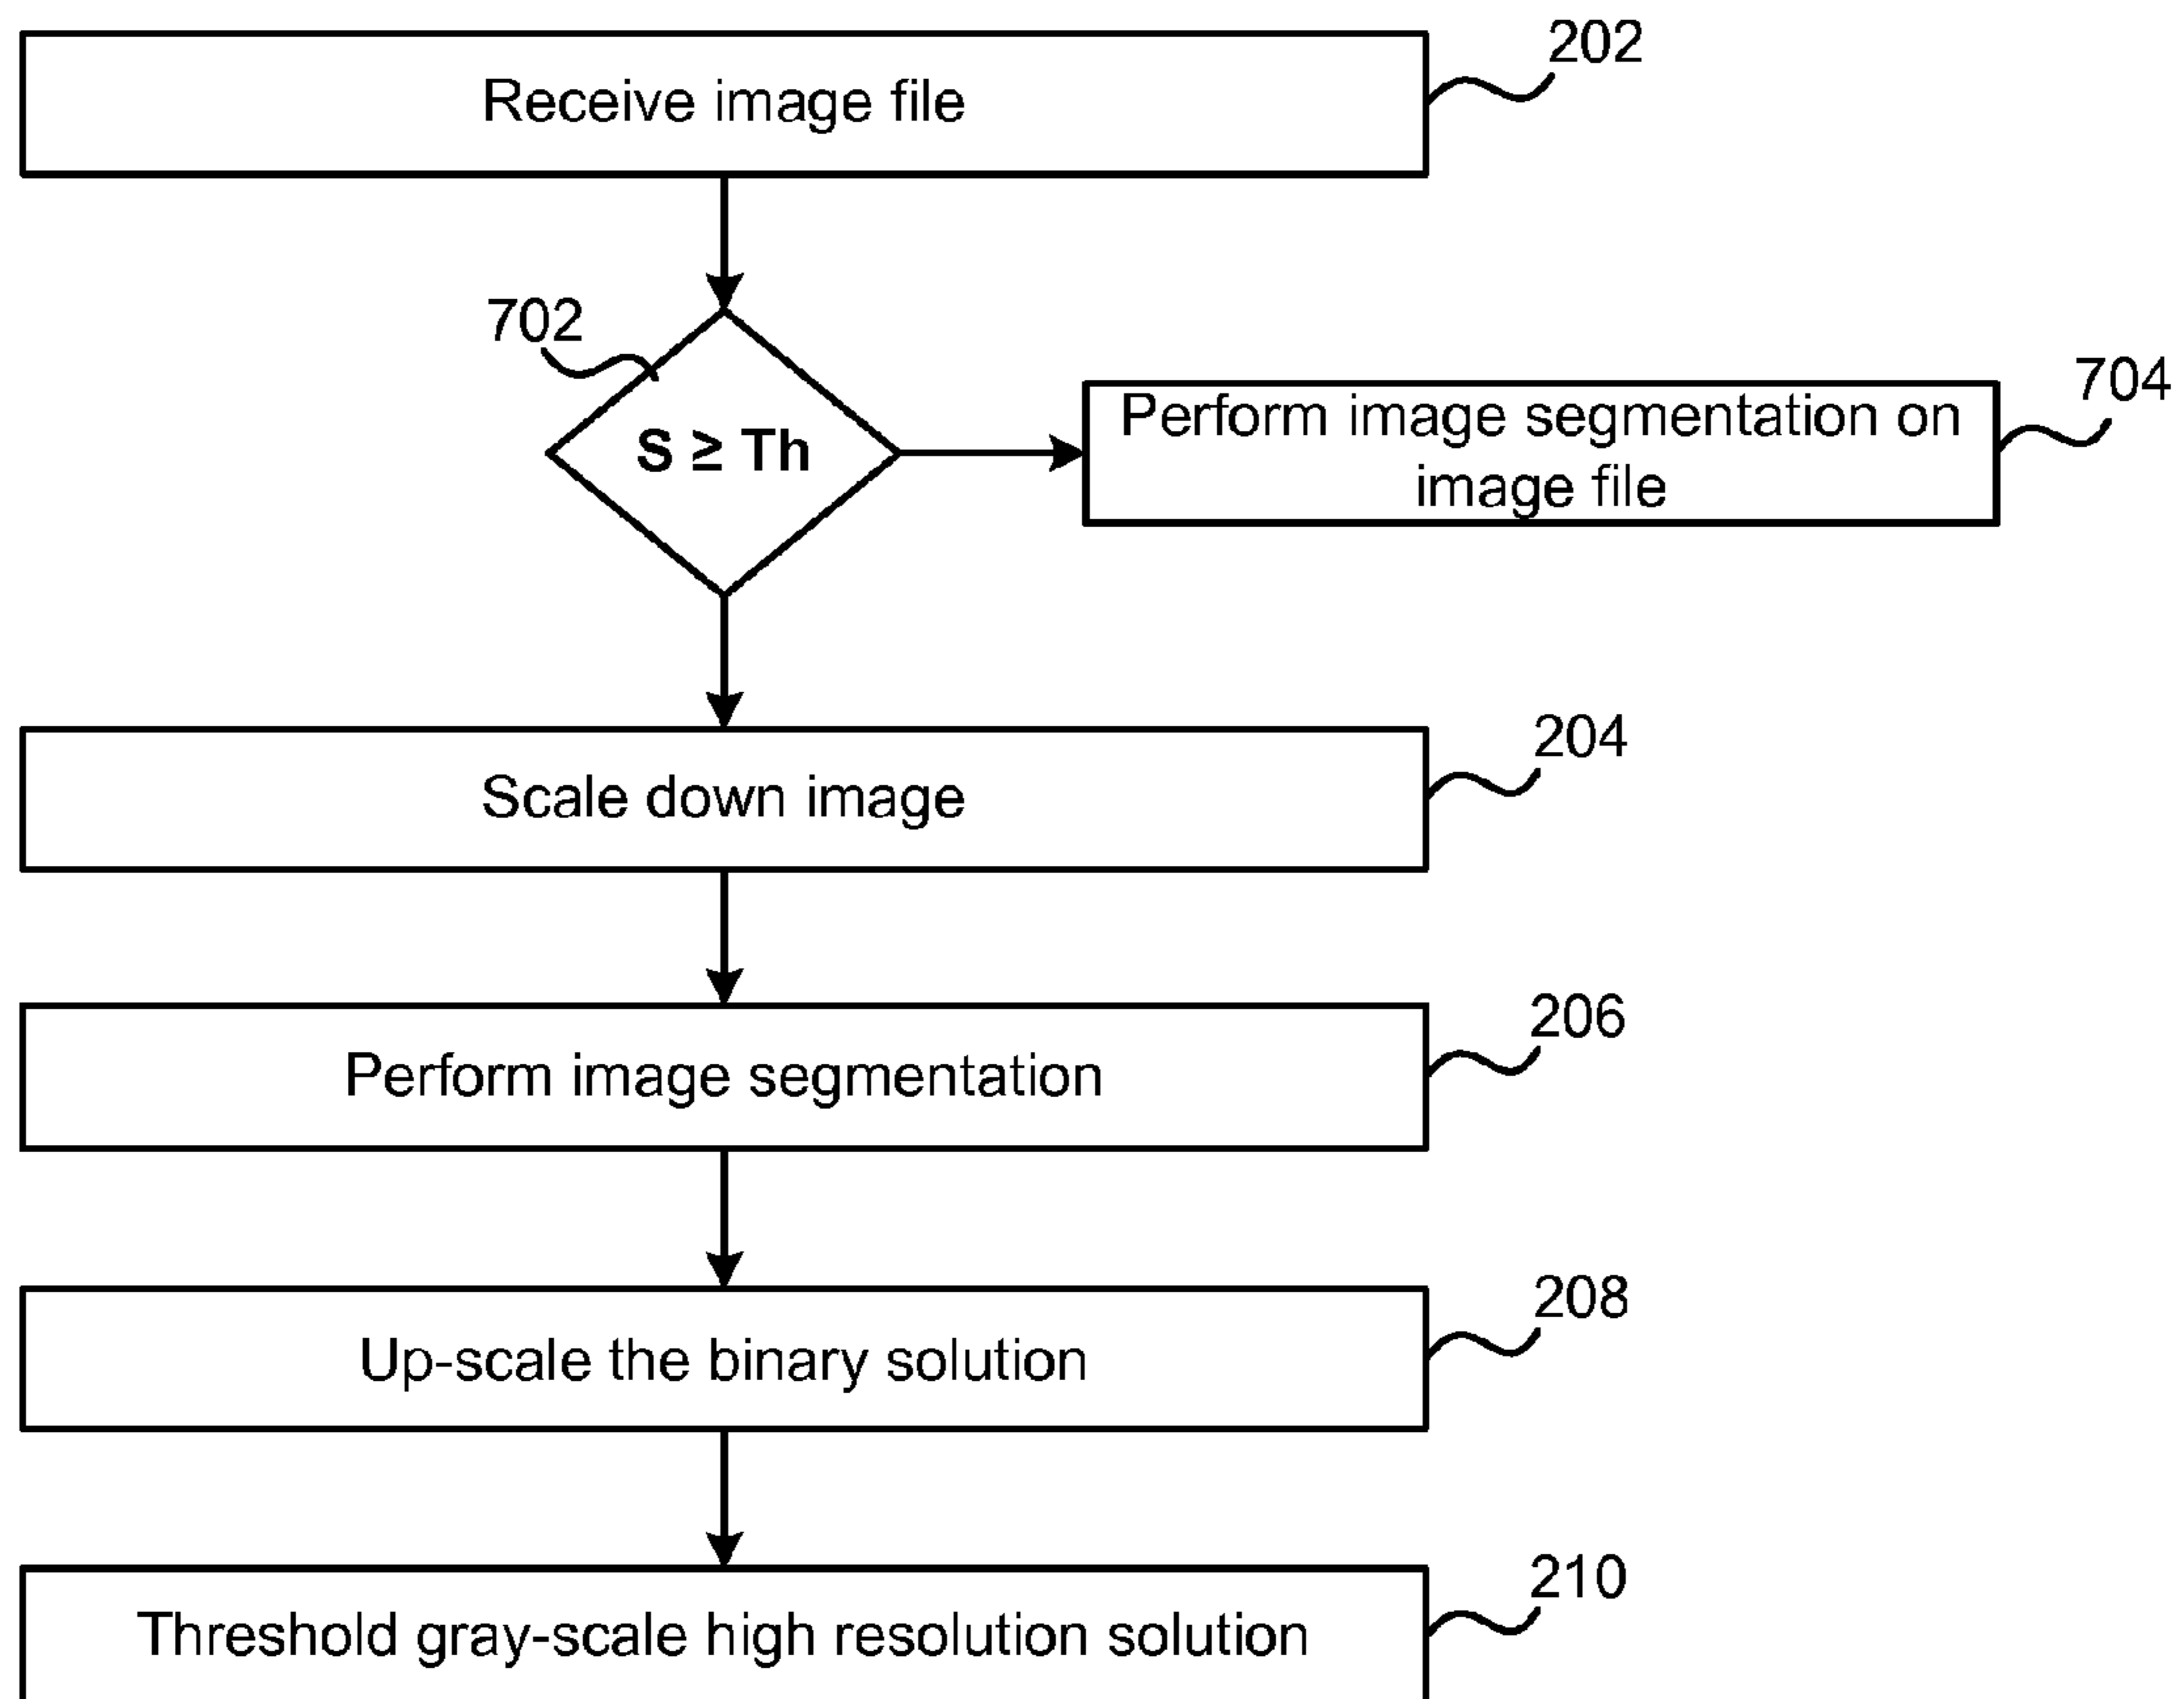 202
Receive image file
702
S ≥ Th
704
Perform image segmentation on
image file
204
Scale down image
206
Perform image segmentation
208
Up-scale the binary solution
210
Threshold gray-scale high resolution solution